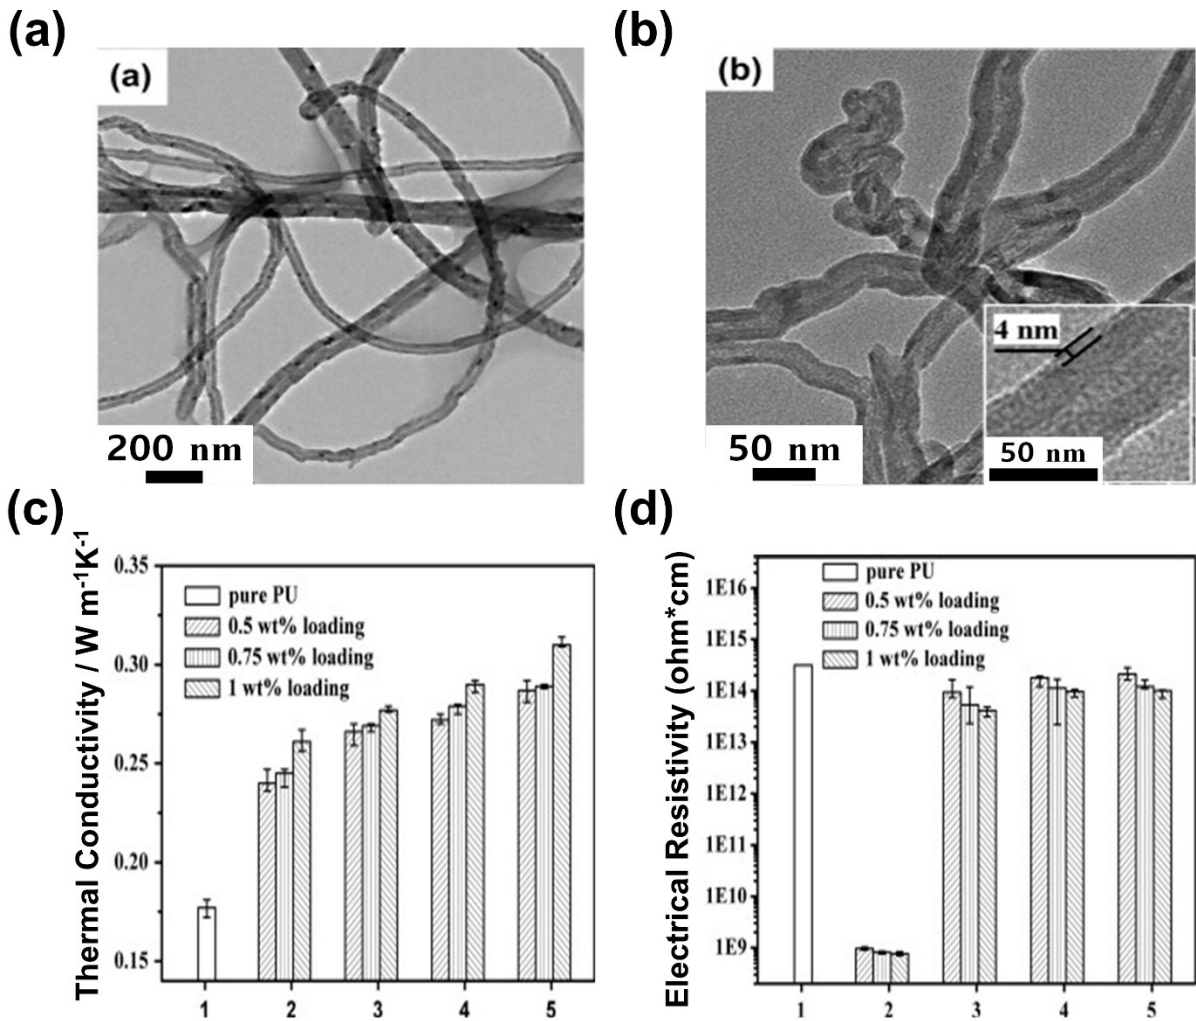 (a)
(b)
(a)
(b)
4 nm
200 nm
50 nm
50 nm
(c)
(d)
Thermal Conductivity / W m⁻¹K⁻¹
0.35
0.30
0.25
0.20
0.15
pure PU
0.5 wt% loading
0.75 wt% loading
1 wt% loading
1 2 3 4 5
Electrical Resistivity (ohm*cm)
1E16
1E15
1E14
1E13
1E12
1E11
1E10
1E9
pure PU
0.5 wt% loading
0.75 wt% loading
1 wt% loading
1 2 3 4 5